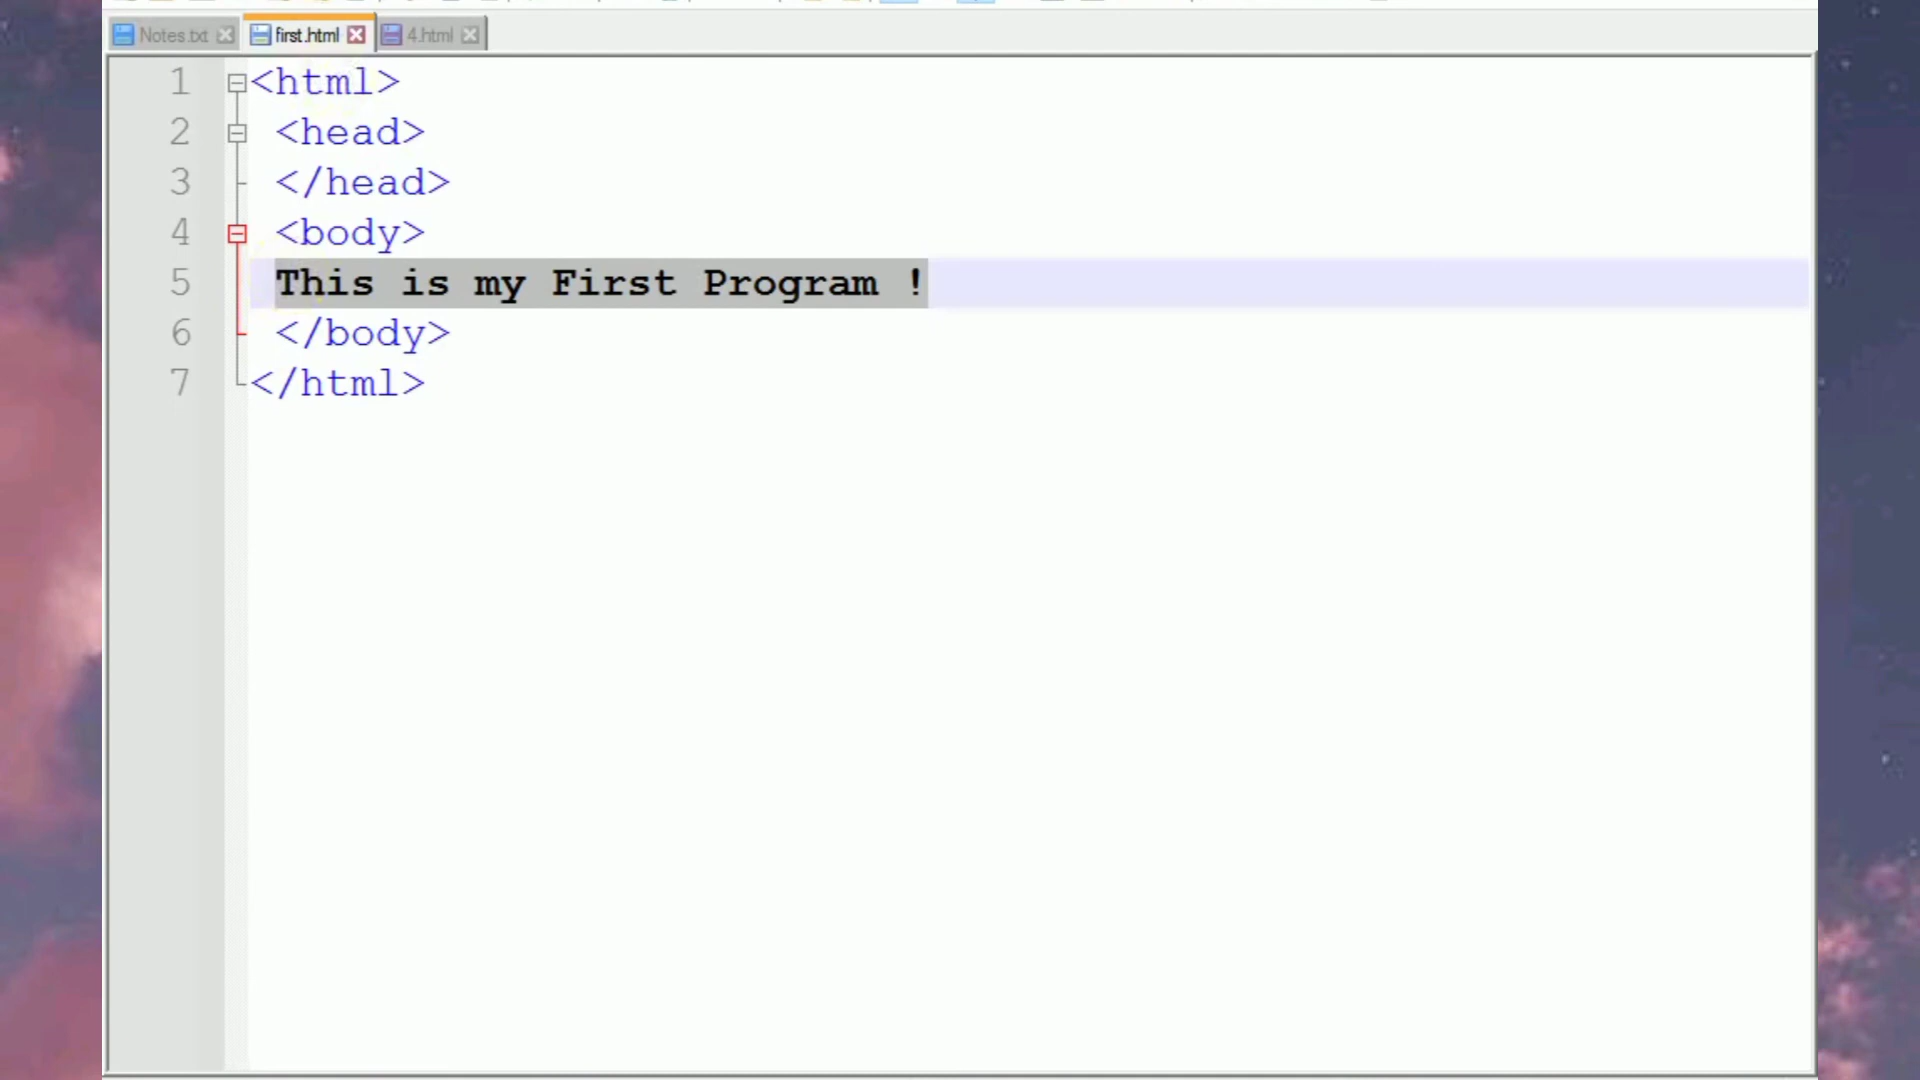 Notes.txt first.html 4.html
1 <html>
2 <head>
3 </head>
4 <body>
5 This is my First Program !
6 </body>
7 </html>